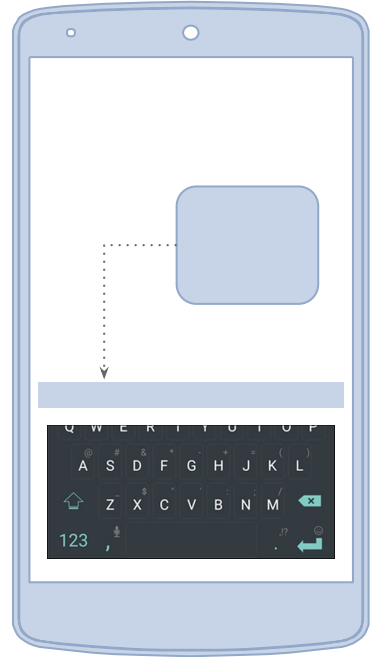 Q W E R T Y U I O P
@ # & * - + = ( )
A S D F G H J K L
_ $ " ' : ; /
Z X C V B N M
,!?
123 , .